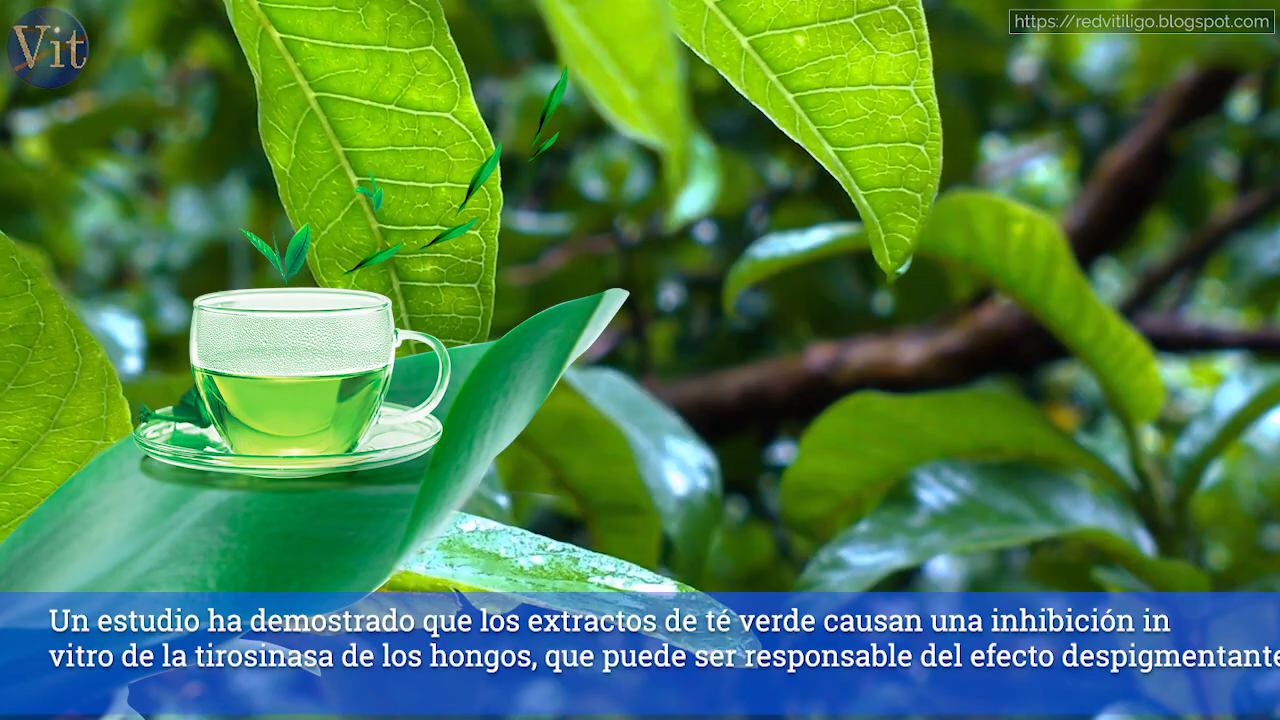 Vit
https://redvitiligo.blogspot.com
Un estudio ha demostrado que los extractos de té verde causan una inhibición in
vitro de la tirosinasa de los hongos, que puede ser responsable del efecto despigmentante